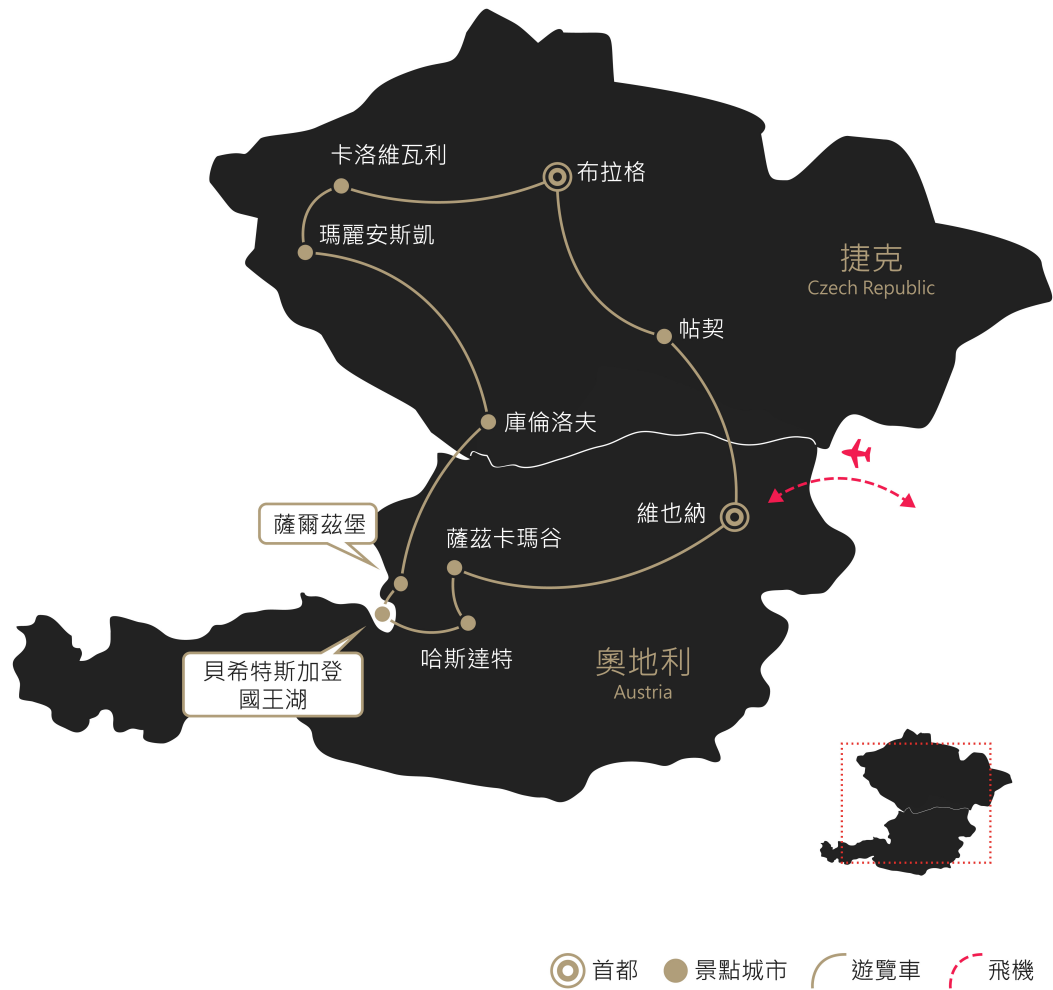 卡洛維瓦利
布拉格
瑪麗安斯凱
捷克
Czech Republic
帖契
庫倫洛夫
維也納
薩爾茲堡
薩茲卡瑪谷
貝希特斯加登
國王湖
哈斯達特
奧地利
Austria
首都
景點城市
遊覽車
飛機